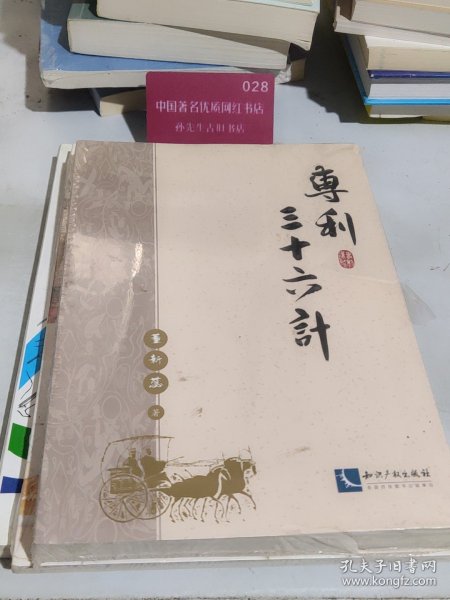 028
中国著名优质网红书店
孙先生古旧书店
專利
三十六計
董新蕊
著
知识产权出版社
孔夫子旧书网
www.kongfz.com